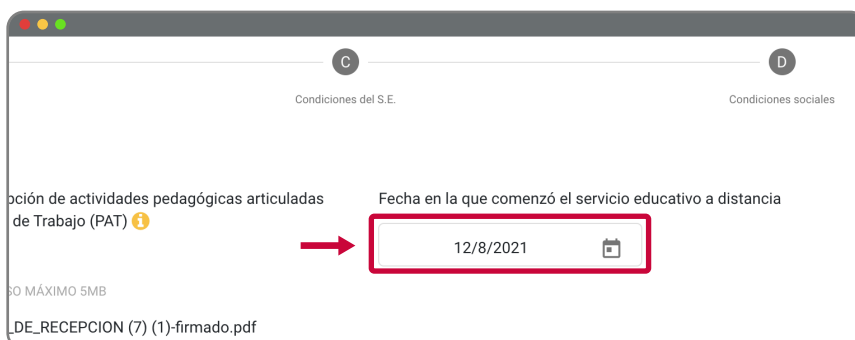 C
D
Condiciones del S.E.
Condiciones sociales
pción de actividades pedagógicas articuladas
de Trabajo (PAT)
Fecha en la que comenzó el servicio educativo a distancia
12/8/2021
SO MÁXIMO 5MB
_DE_RECEPCION (7) (1)-firmado.pdf